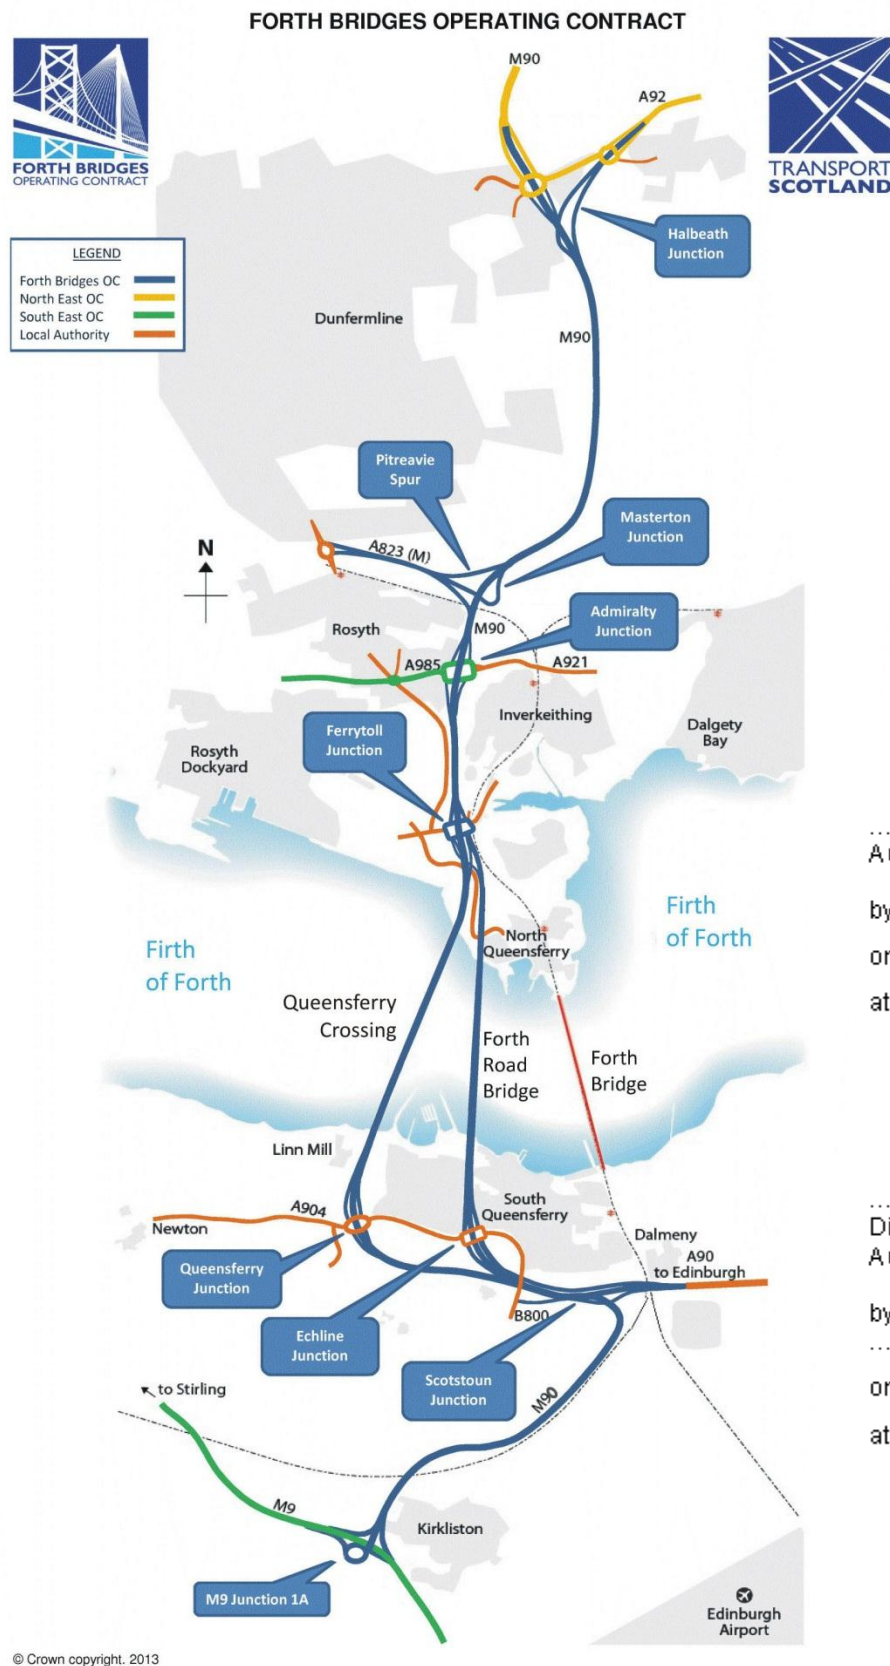 FORTH BRIDGES OPERATING CONTRACT
FORTH BRIDGES
OPERATING CONTRACT
TRANSPORT
SCOTLAND
M90
A92
Halbeath
Junction
LEGEND
Forth Bridges OC
North East OC
South East OC
Local Authority
Dunfermline
M90
Pitreavie
Spur
Masterton
Junction
N
A823 (M)
Admiralty
Junction
Rosyth
M90
A985
A921
Ferrytoll
Junction
Inverkeithing
Dalgety
Bay
Rosyth
Dockyard
Firth
of Forth
Firth
of Forth
North
Queensferry
Queensferry
Crossing
Forth
Road
Bridge
Forth
Bridge
Linn Mill
A904
Newton
South
Queensferry
Dalmeny
A90
to Edinburgh
Queensferry
Junction
B800
Echline
Junction
Scotstoun
Junction
to Stirling
M90
M9
Kirkliston
M9 Junction 1A
Edinburgh
Airport
© Crown copyright. 2013
by
at
by
at